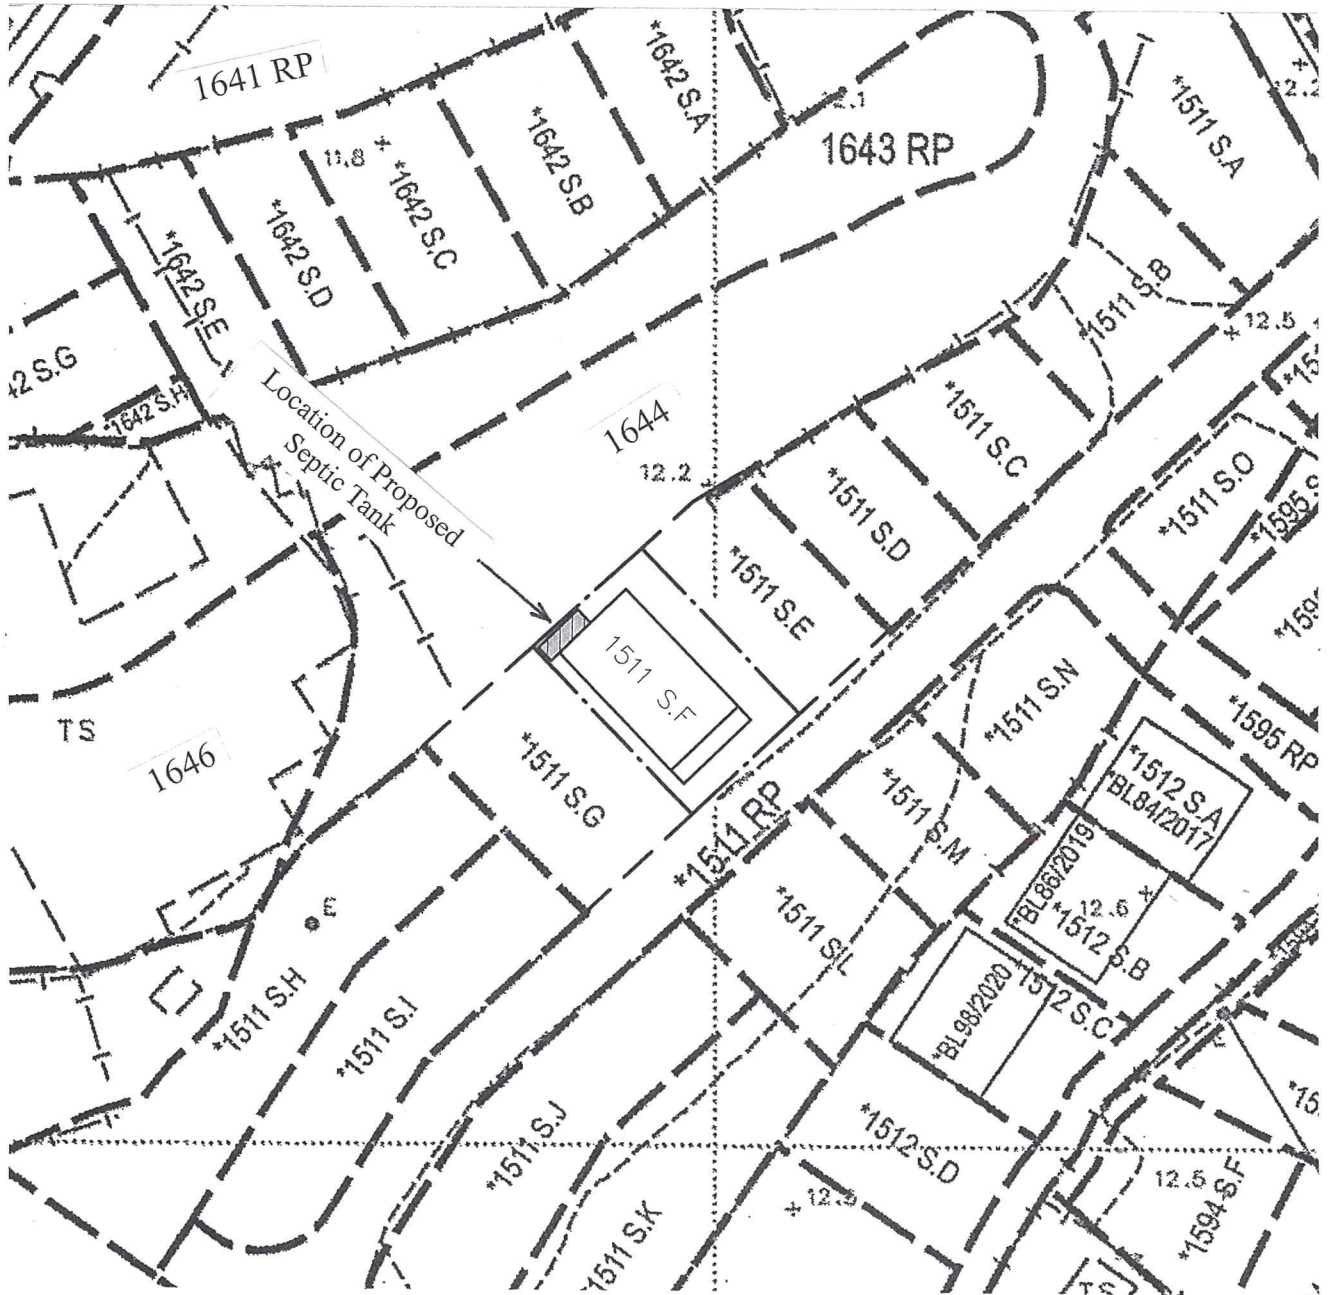 1641 RP
*1642 S.A
12.1
*1511 S.A
1643 RP
11.8
*1642 S.B
*1642 S.C
*1642 S.D
*1642 S.E
*1511 S.B
12.5
*1642 S.H
Location of Proposed
Septic Tank
1644
12.2
*1511 S.C
*1511 S.D
*1511 S.E
*1511 S.O
1511 S.F
*1511 S.N
*1595 RP
TS
1646
*1511 S.G
*1511 RP
*1511 S.M
*1512 S.A
*BL84/2017
*BL86/2019
12.6
*1512 S.B
E
*1511 S.L
*1512 S.C
*BL98/2020
*1511 S.H
*1511 S.I
*1511 S.J
*1512 S.D
12.5
12.5
*1594 S.F
*1511 S.K